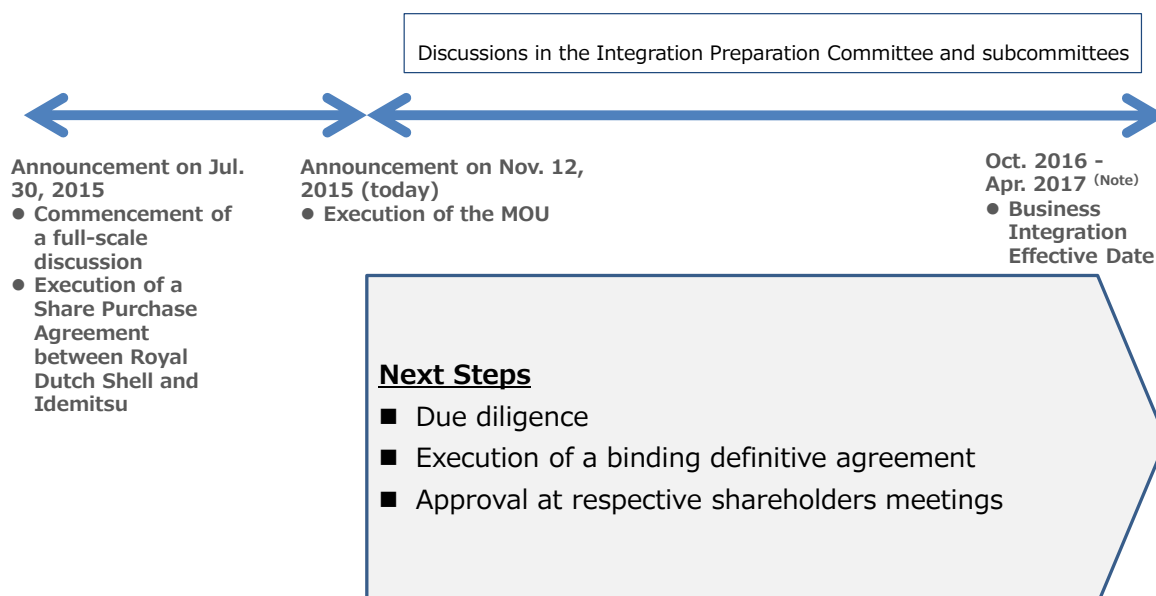 Discussions in the Integration Preparation Committee and subcommittees
Announcement on Jul.
30, 2015
● Commencement of
a full-scale
discussion
● Execution of a
Share Purchase
Agreement
between Royal
Dutch Shell and
Idemitsu
Announcement on Nov. 12,
2015 (today)
● Execution of the MOU
Oct. 2016 -
Apr. 2017 (Note)
● Business
Integration
Effective Date
Next Steps
■ Due diligence
■ Execution of a binding definitive agreement
■ Approval at respective shareholders meetings